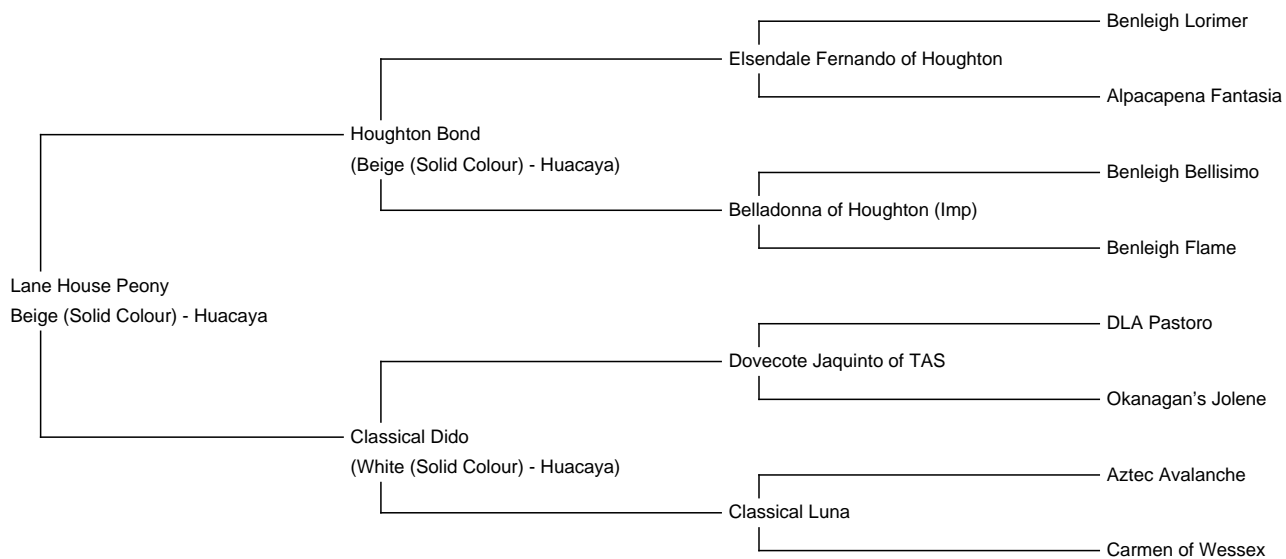 Benleigh Lorimer
Elsendale Fernando of Houghton
Alpacapena Fantasia
Houghton Bond
(Beige (Solid Colour) - Huacaya)
Benleigh Bellisimo
Belladonna of Houghton (Imp)
Benleigh Flame
Lane House Peony
Beige (Solid Colour) - Huacaya
DLA Pastoro
Dovecote Jaquinto of TAS
Okanagan's Jolene
Classical Dido
(White (Solid Colour) - Huacaya)
Aztec Avalanche
Classical Luna
Carmen of Wessex